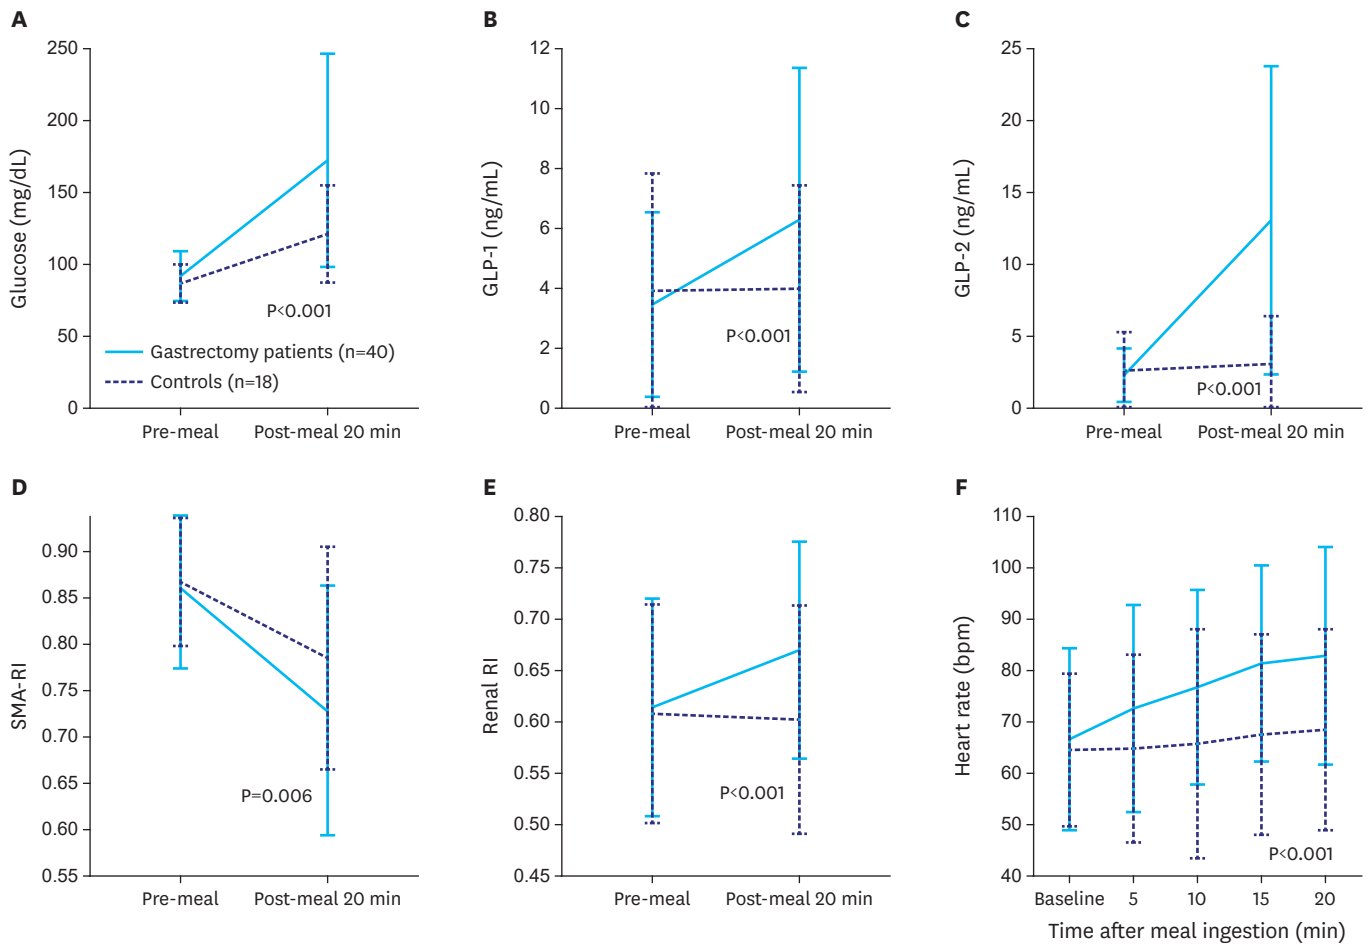 A
Glucose (mg/dL)
250
200
150
100
50
0
P<0.001
Gastrectomy patients (n=40)
Controls (n=18)
Pre-meal
Post-meal 20 min
B
GLP-1 (ng/mL)
12
10
8
6
4
2
0
P<0.001
Pre-meal
Post-meal 20 min
C
GLP-2 (ng/mL)
25
20
15
10
5
0
P<0.001
Pre-meal
Post-meal 20 min
D
SMA-RI
0.90
0.85
0.80
0.75
0.70
0.65
0.60
0.55
P=0.006
Pre-meal
Post-meal 20 min
E
Renal RI
0.80
0.75
0.70
0.65
0.60
0.55
0.50
0.45
P<0.001
Pre-meal
Post-meal 20 min
F
Heart rate (bpm)
110
100
90
80
70
60
50
40
P<0.001
Baseline
5
10
15
20
Time after meal ingestion (min)